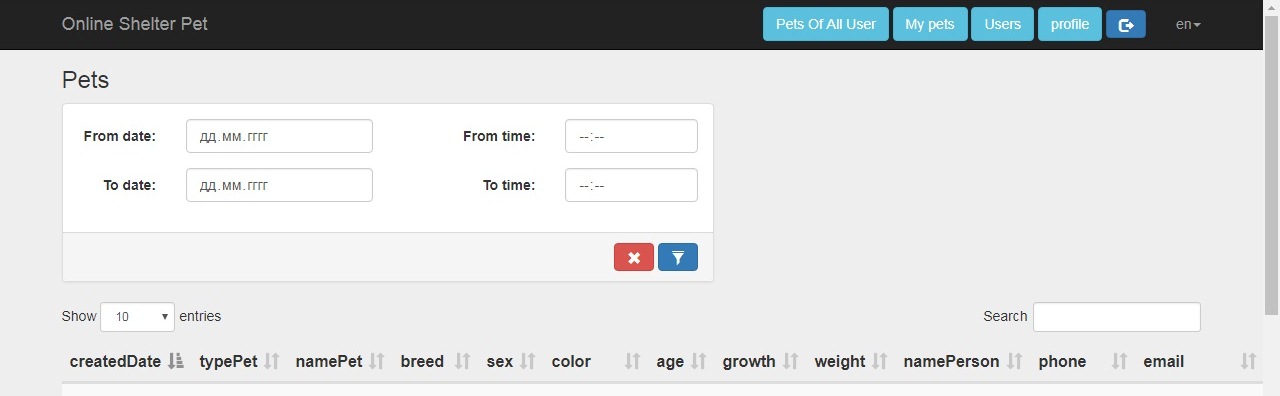 Online Shelter Pet Pets Of All User My pets Users profile en
Pets
From date: дд.мм.гггг From time: --:--
To date: дд.мм.гггг To time: --:--
Show 10 entries Search
createdDate typePet namePet breed sex color age growth weight namePerson phone email